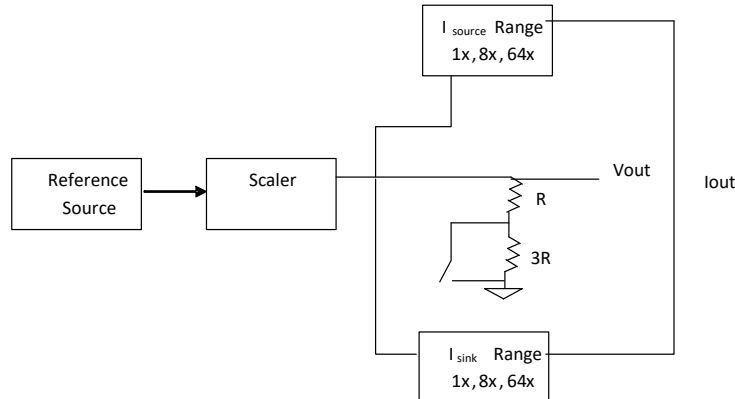 I source Range
1x, 8x, 64x
Reference
Source
Scaler
Vout
Iout
R
3R
I sink Range
1x, 8x, 64x